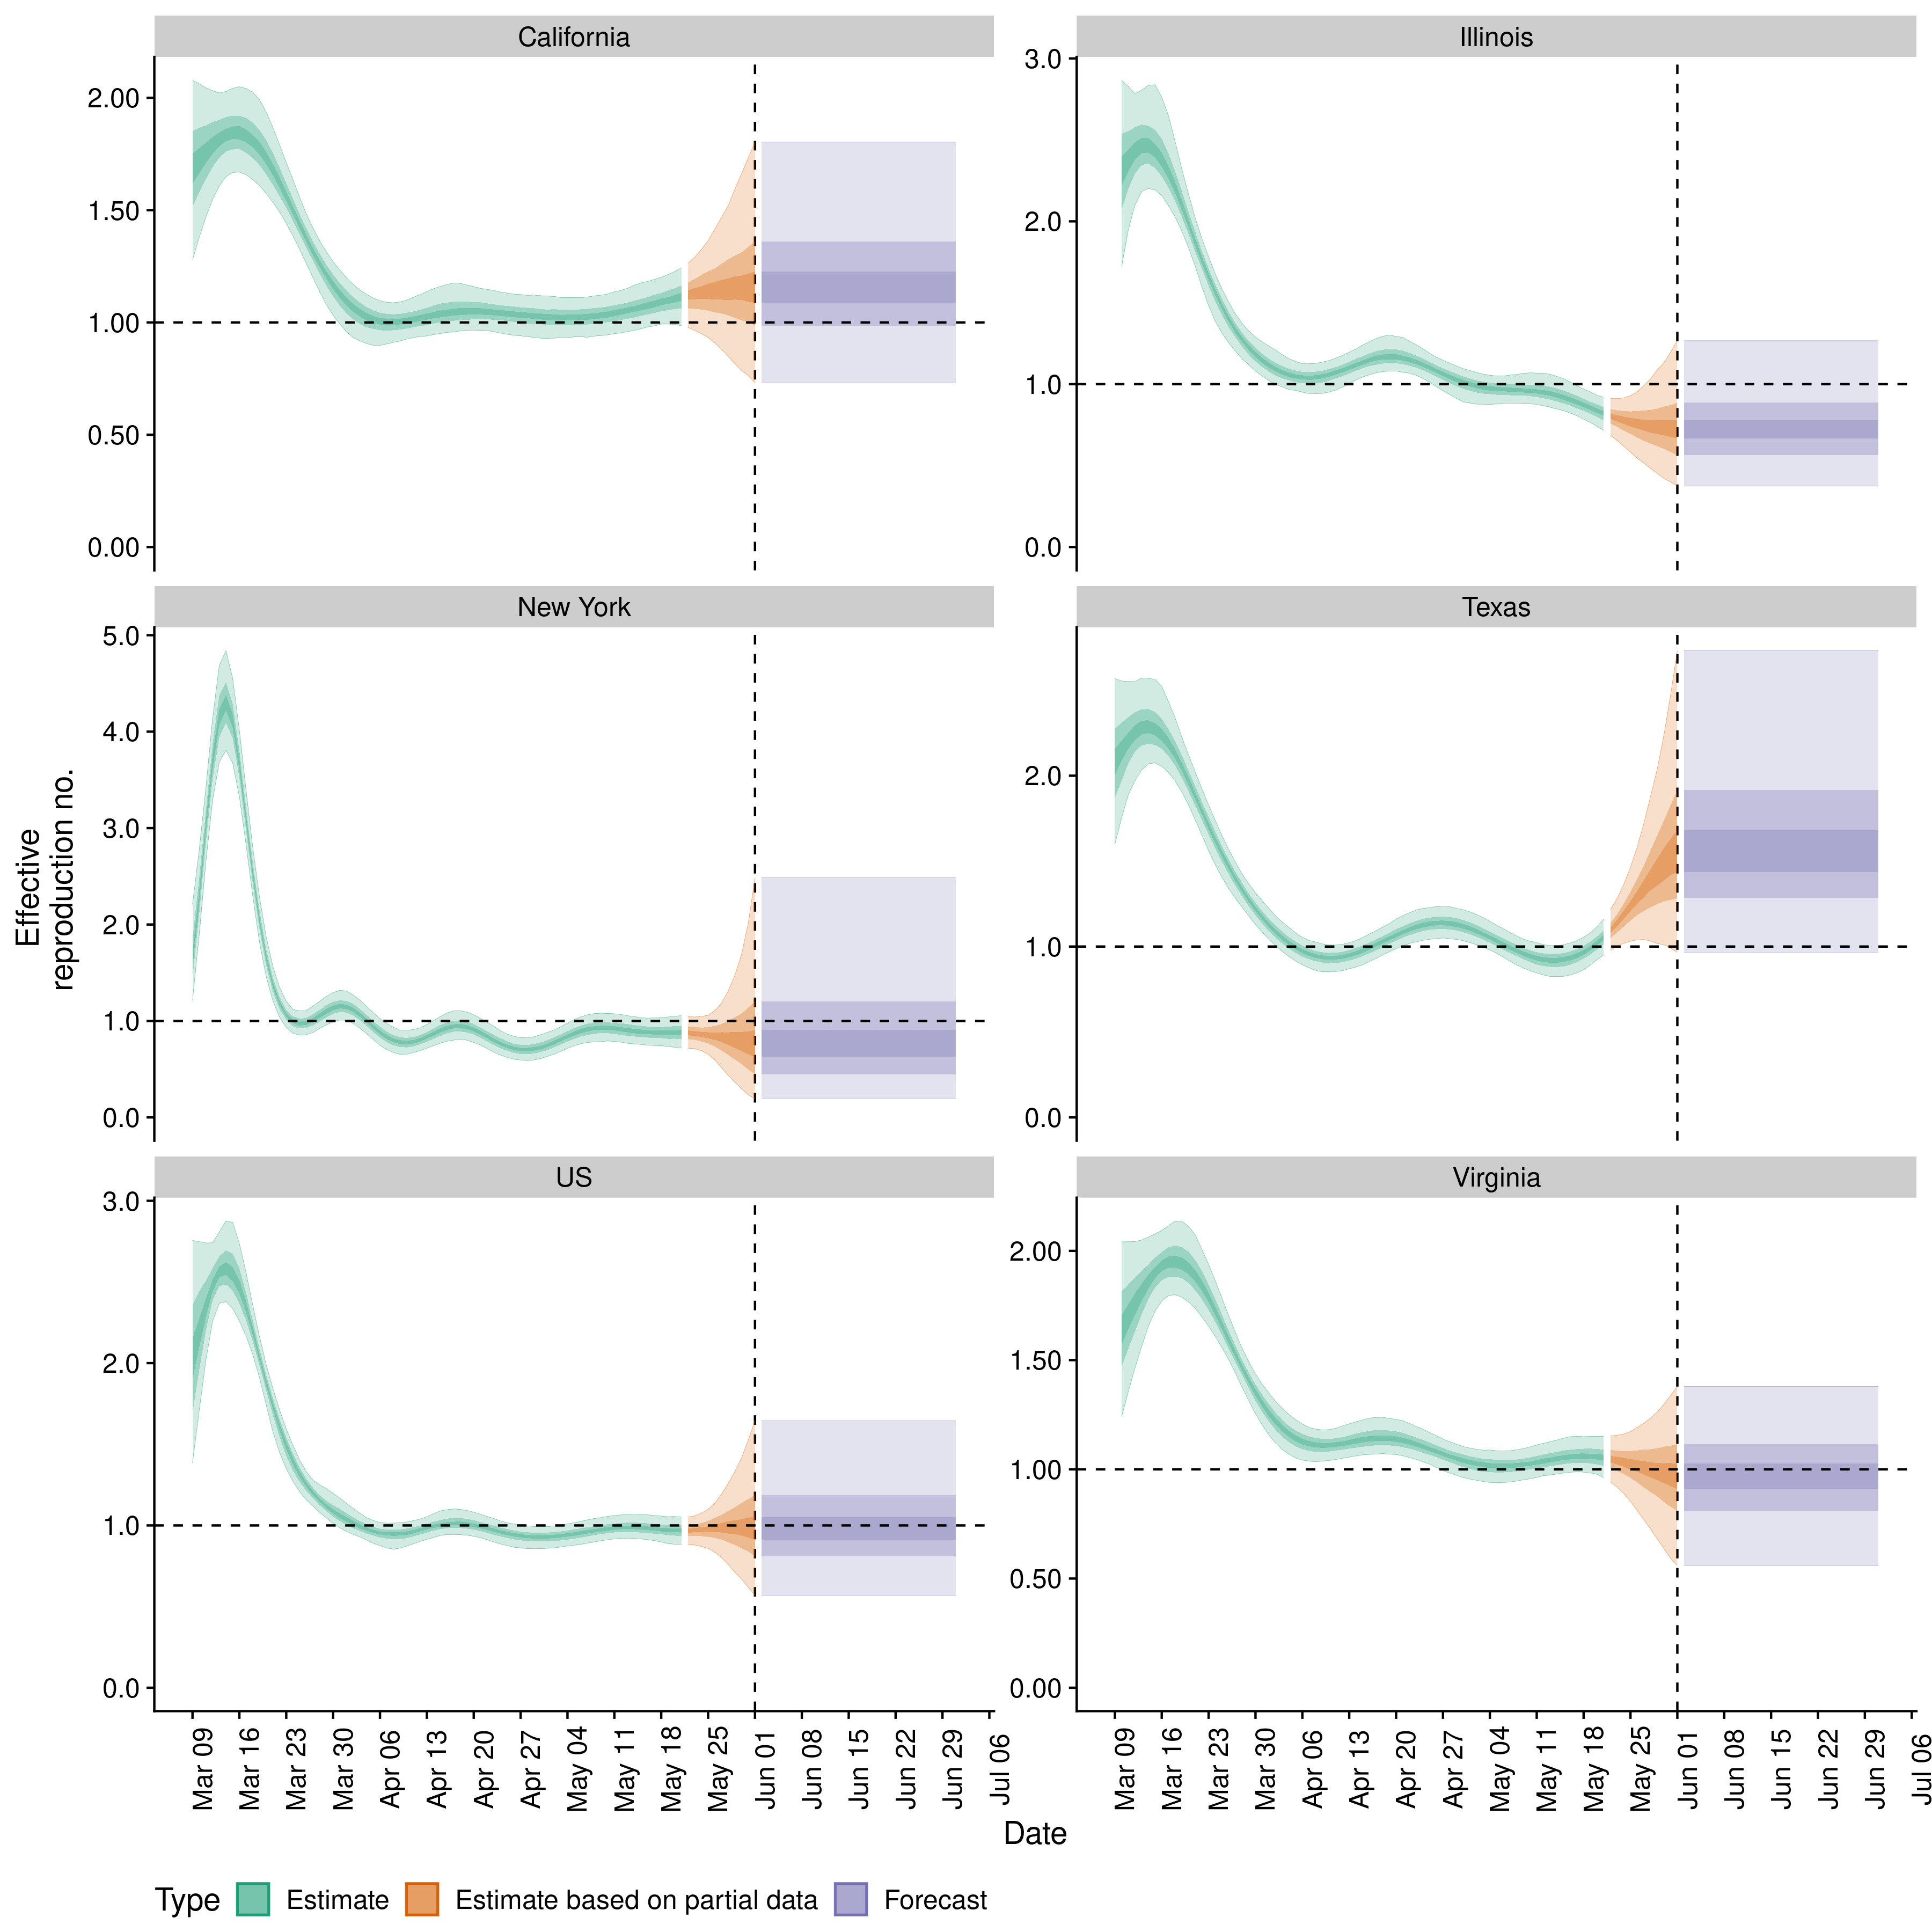 California
Illinois
2.00
1.50
1.00
0.50
0.00
3.0
2.0
1.0
0.0
New York
Texas
5.0
4.0
3.0
2.0
1.0
0.0
2.0
1.0
0.0
US
Virginia
3.0
2.0
1.0
0.0
2.00
1.50
1.00
0.50
0.00
Effective
reproduction no.
Mar 09
Mar 16
Mar 23
Mar 30
Apr 06
Apr 13
Apr 20
Apr 27
May 04
May 11
May 18
May 25
Jun 01
Jun 08
Jun 15
Jun 22
Jun 29
Jul 06
Mar 09
Mar 16
Mar 23
Mar 30
Apr 06
Apr 13
Apr 20
Apr 27
May 04
May 11
May 18
May 25
Jun 01
Jun 08
Jun 15
Jun 22
Jun 29
Jul 06
Date
Type Estimate Estimate based on partial data Forecast